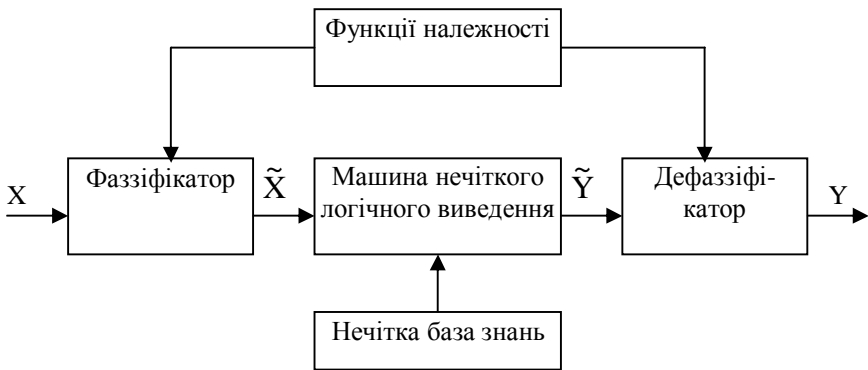 Функції належності
X
Фаззіфікатор
X̃
Машина нечіткого
логічного виведення
Ỹ
Дефаззіфі-
катор
Y
Нечітка база знань